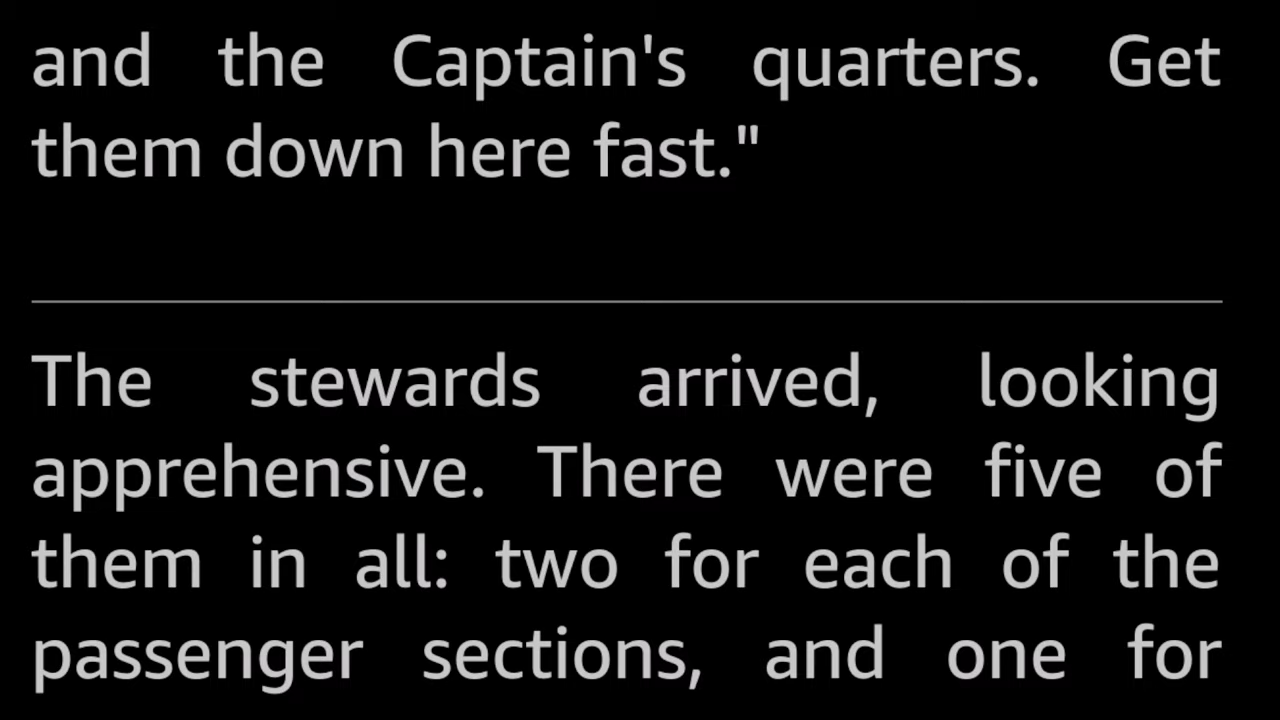 and the Captain's quarters. Get
them down here fast."
The stewards arrived, looking
apprehensive. There were five of
them in all: two for each of the
passenger sections, and one for